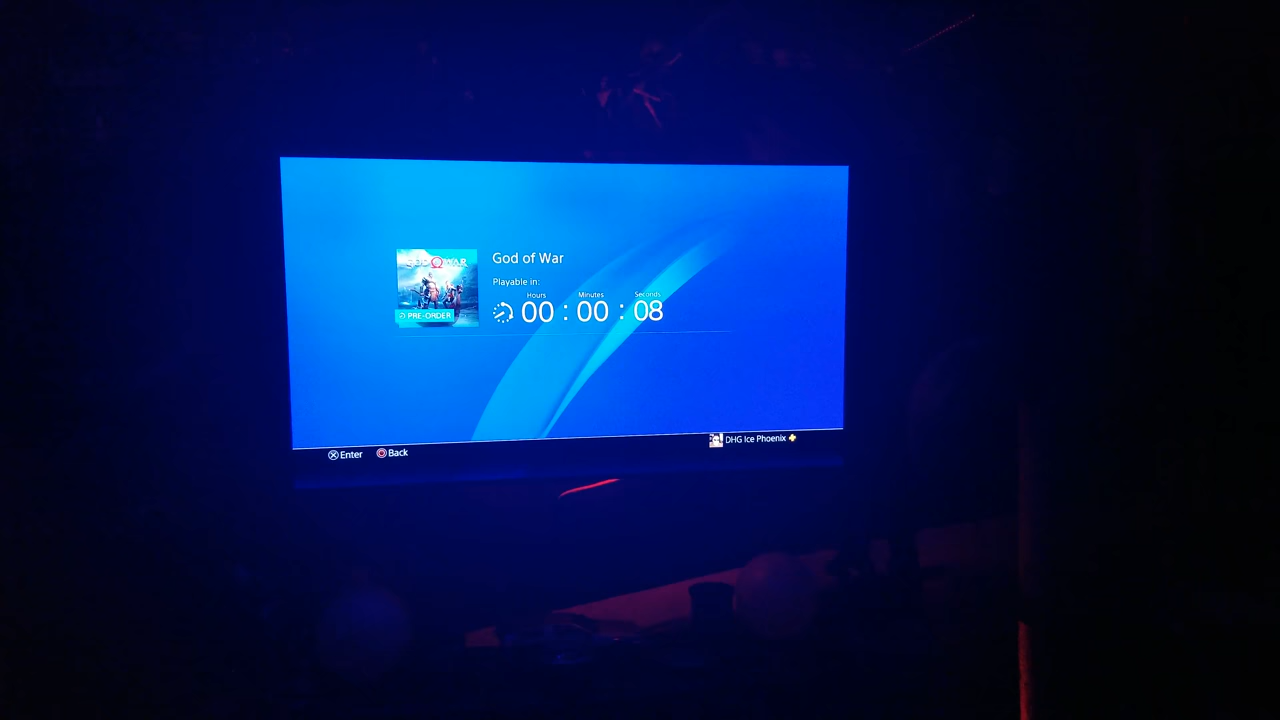 God of War
Playable in:
Hours Minutes Seconds
00 : 00 : 08
GOD WAR
PRE-ORDER
Enter Back
DHG Ice Phoenix